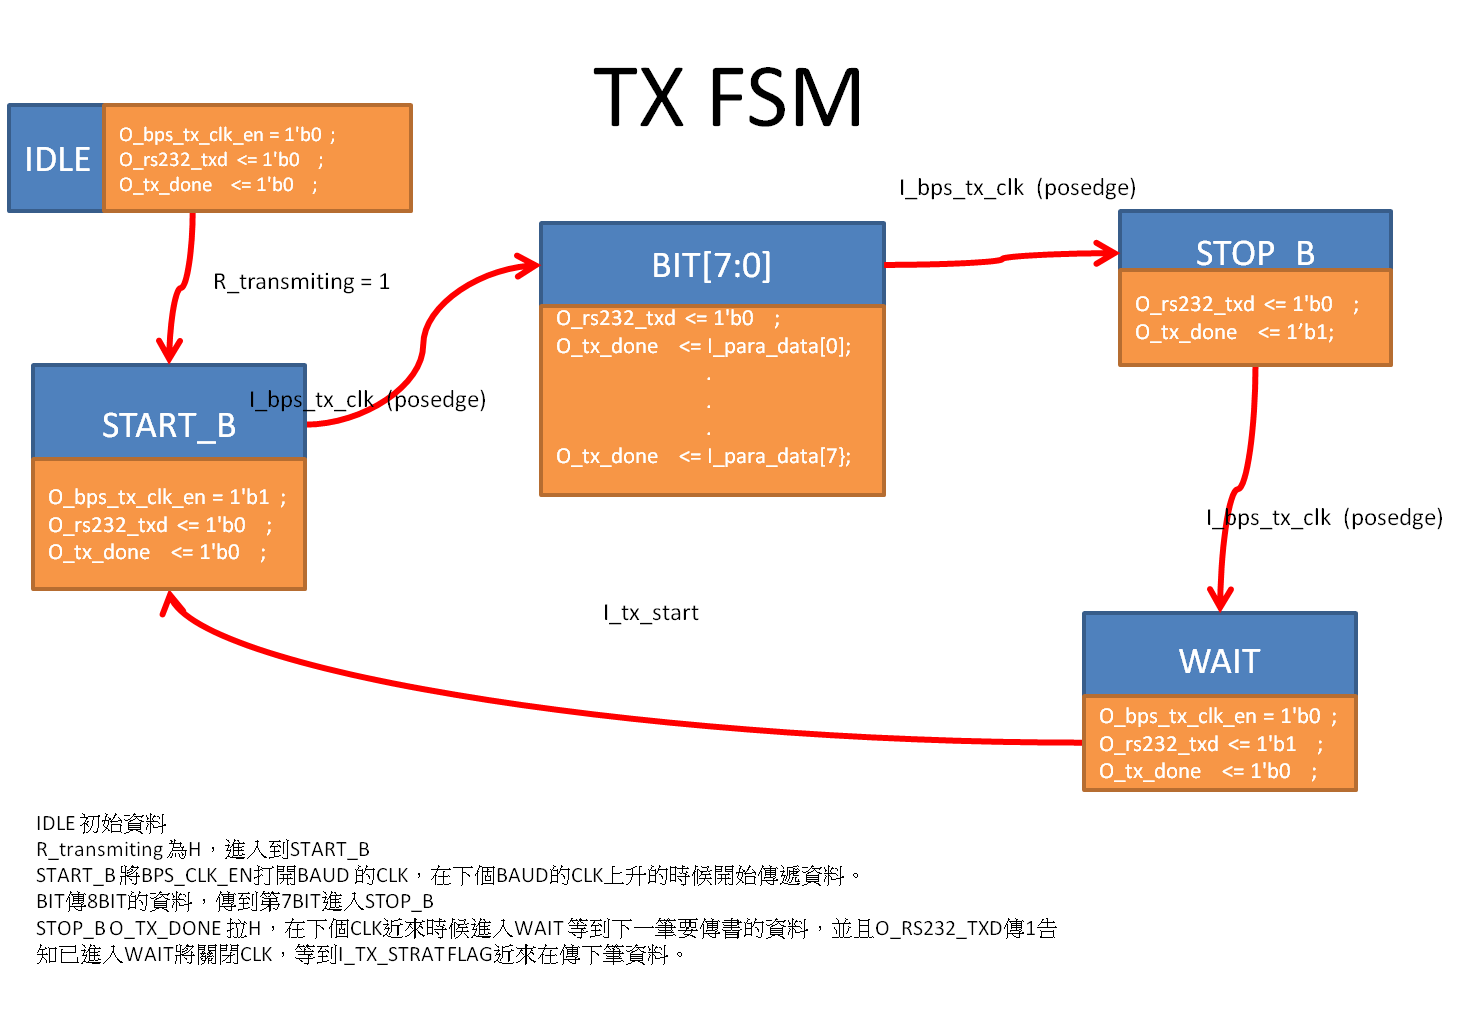 TX FSM
IDLE
O_bps_tx_clk_en = 1'b0 ;
O_rs232_txd <= 1'b0 ;
O_tx_done <= 1'b0 ;
R_transmiting = 1
START_B
O_bps_tx_clk_en = 1'b1 ;
O_rs232_txd <= 1'b0 ;
O_tx_done <= 1'b0 ;
I_bps_tx_clk (posedge)
BIT[7:0]
O_rs232_txd <= 1'b0 ;
O_tx_done <= I_para_data[0];
.
.
.
O_tx_done <= I_para_data[7};
I_bps_tx_clk (posedge)
STOP_B
O_rs232_txd <= 1'b0 ;
O_tx_done <= 1’b1;
I_bps_tx_clk (posedge)
WAIT
O_bps_tx_clk_en = 1'b0 ;
O_rs232_txd <= 1'b1 ;
O_tx_done <= 1'b0 ;
I_tx_start
IDLE 初始資料
R_transmiting 為H，進入到START_B
START_B 將BPS_CLK_EN打開BAUD 的CLK，在下個BAUD的CLK上升的時候開始傳遞資料。
BIT傳8BIT的資料，傳到第7BIT進入STOP_B
STOP_B O_TX_DONE 拉H，在下個CLK近來時候進入WAIT 等到下一筆要傳書的資料，並且O_RS232_TXD傳1告
知已進入WAIT將關閉CLK，等到I_TX_STRAT FLAG近來在傳下筆資料。